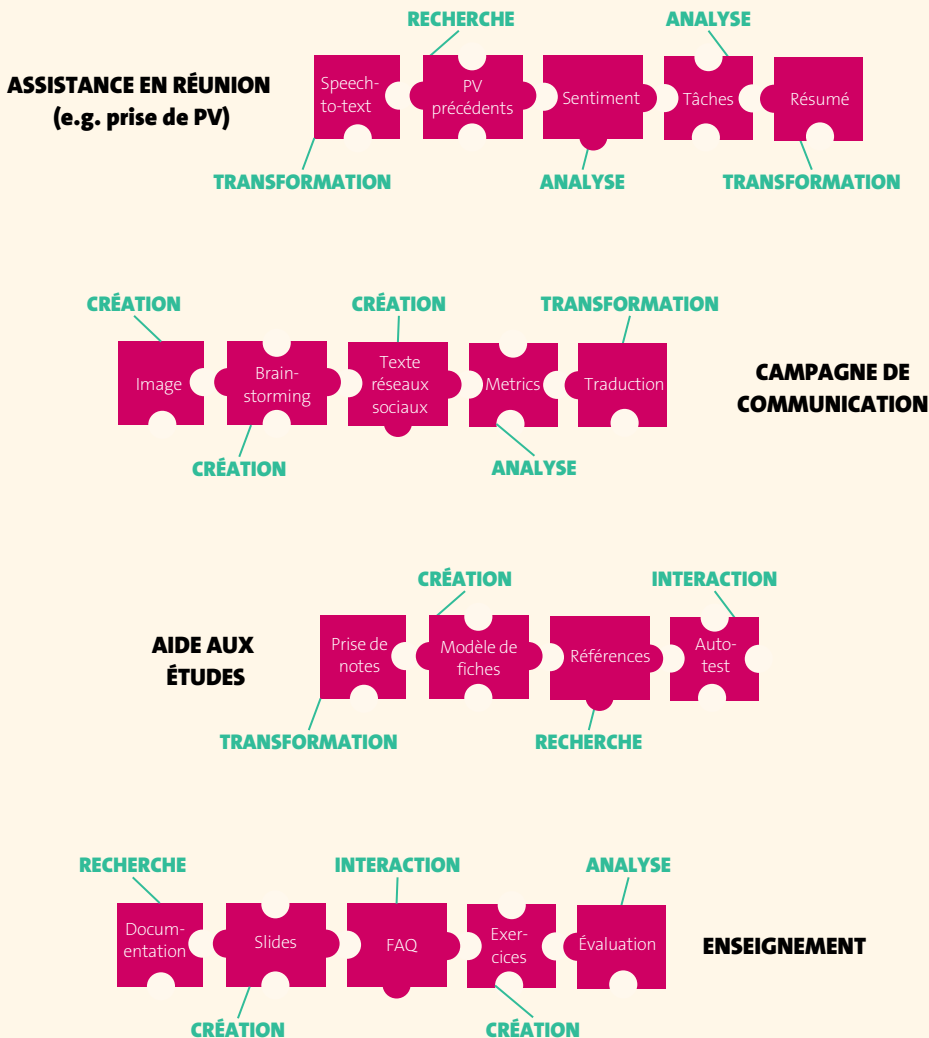 RECHERCHE
ANALYSE
ASSISTANCE EN RÉUNION
(e.g. prise de PV)
Speech-
to-text
PV
précédents
Sentiment
Tâches
Résumé
TRANSFORMATION
ANALYSE
TRANSFORMATION
CRÉATION
CRÉATION
TRANSFORMATION
Image
Brain-
storming
Texte
réseaux
sociaux
Metrics
Traduction
CAMPAGNE DE
COMMUNICATION
CRÉATION
ANALYSE
CRÉATION
INTERACTION
AIDE AUX
ÉTUDES
Prise de
notes
Modèle de
fiches
Références
Auto-
test
TRANSFORMATION
RECHERCHE
RECHERCHE
INTERACTION
ANALYSE
Docum-
entation
Slides
FAQ
Exer-
cices
Évaluation
ENSEIGNEMENT
CRÉATION
CRÉATION